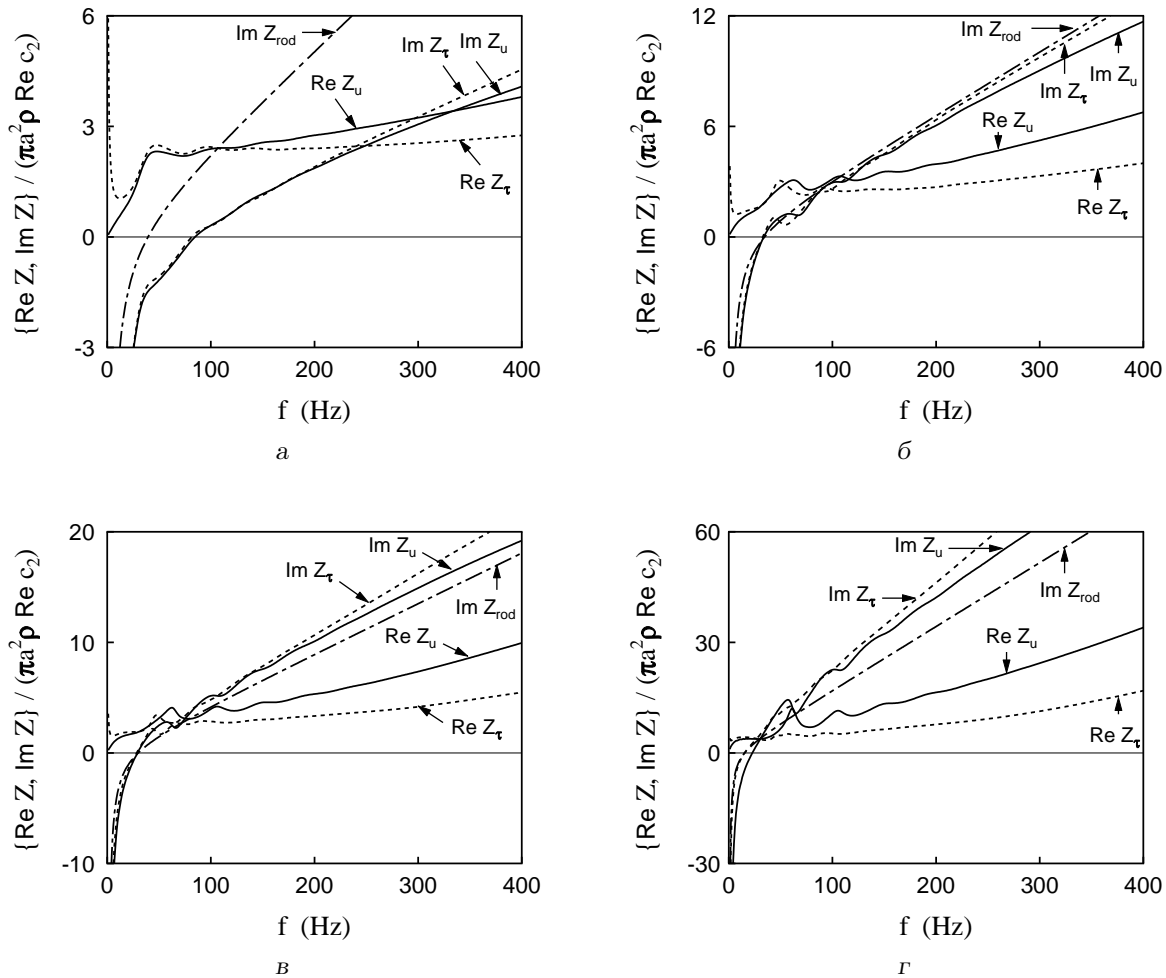 6
3
0
-3
0
100
200
300
400
{Re Z, Im Z} / (πa²ρ Re c₂)
f (Hz)
Im Z_rod
Im Z_τ
Im Z_u
Re Z_u
Re Z_τ
а
12
6
0
-6
0
100
200
300
400
{Re Z, Im Z} / (πa²ρ Re c₂)
f (Hz)
Im Z_rod
Im Z_τ
Im Z_u
Re Z_u
Re Z_τ
б
20
10
0
-10
0
100
200
300
400
{Re Z, Im Z} / (πa²ρ Re c₂)
f (Hz)
Im Z_u
Im Z_τ
Im Z_rod
Re Z_u
Re Z_τ
в
60
30
0
-30
0
100
200
300
400
{Re Z, Im Z} / (πa²ρ Re c₂)
f (Hz)
Im Z_u
Im Z_τ
Im Z_rod
Re Z_u
Re Z_τ
г